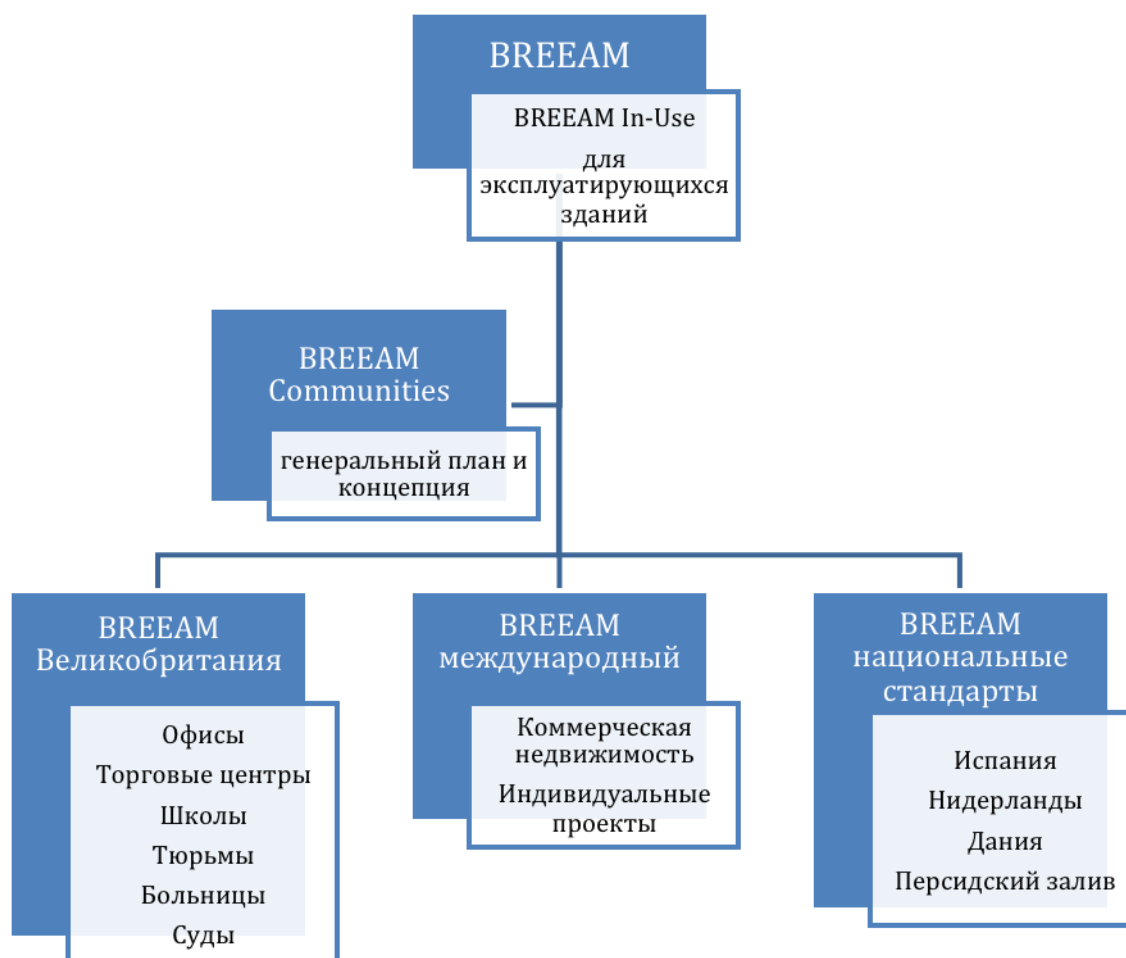 BREEAM
BREEAM In-Use
для
эксплуатирующихся
зданий
BREEAM
Communities
генеральный план и
концепция
BREEAM
Великобритания
Офисы
Торговые центры
Школы
Тюрьмы
Больницы
Суды
BREEAM
международный
Коммерческая
недвижимость
Индивидуальные
проекты
BREEAM
национальные
стандарты
Испания
Нидерланды
Дания
Персидский залив